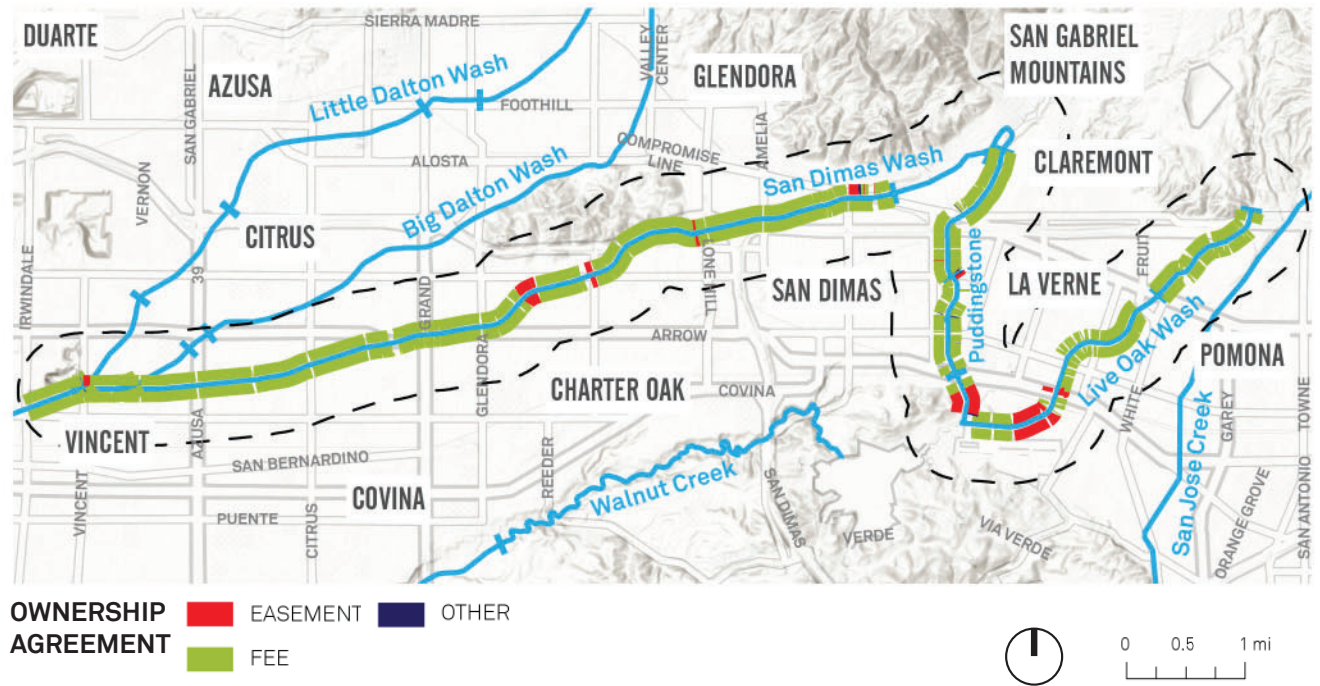 DUARTE
SIERRA MADRE
SAN GABRIEL
AZUSA
Little Dalton Wash
FOOTHILL
VALLEY
CENTER
GLENDORA
SAN GABRIEL
MOUNTAINS
ALOSTA
COMPROMISE
LINE
AMELIA
VERNON
Big Dalton Wash
San Dimas Wash
CLAREMONT
CITRUS
IRWINDALE
39
GRAND
LONE HILL
SAN DIMAS
Puddingstone
LA VERNE
FRUIT
ARROW
GLENDORA
CHARTER OAK
COVINA
Live Oak Wash
POMONA
WHITE
GAREY
TOWNE
VINCENT
AZUSA
SAN BERNARDINO
REEDER
Walnut Creek
San Jose Creek
VINCENT
COVINA
PUENTE
CITRUS
SAN DIMAS
VERDE
VIA VERDE
ORANGE GROVE
SAN ANTONIO
OWNERSHIP
AGREEMENT
EASEMENT
OTHER
FEE
0 0.5 1 mi